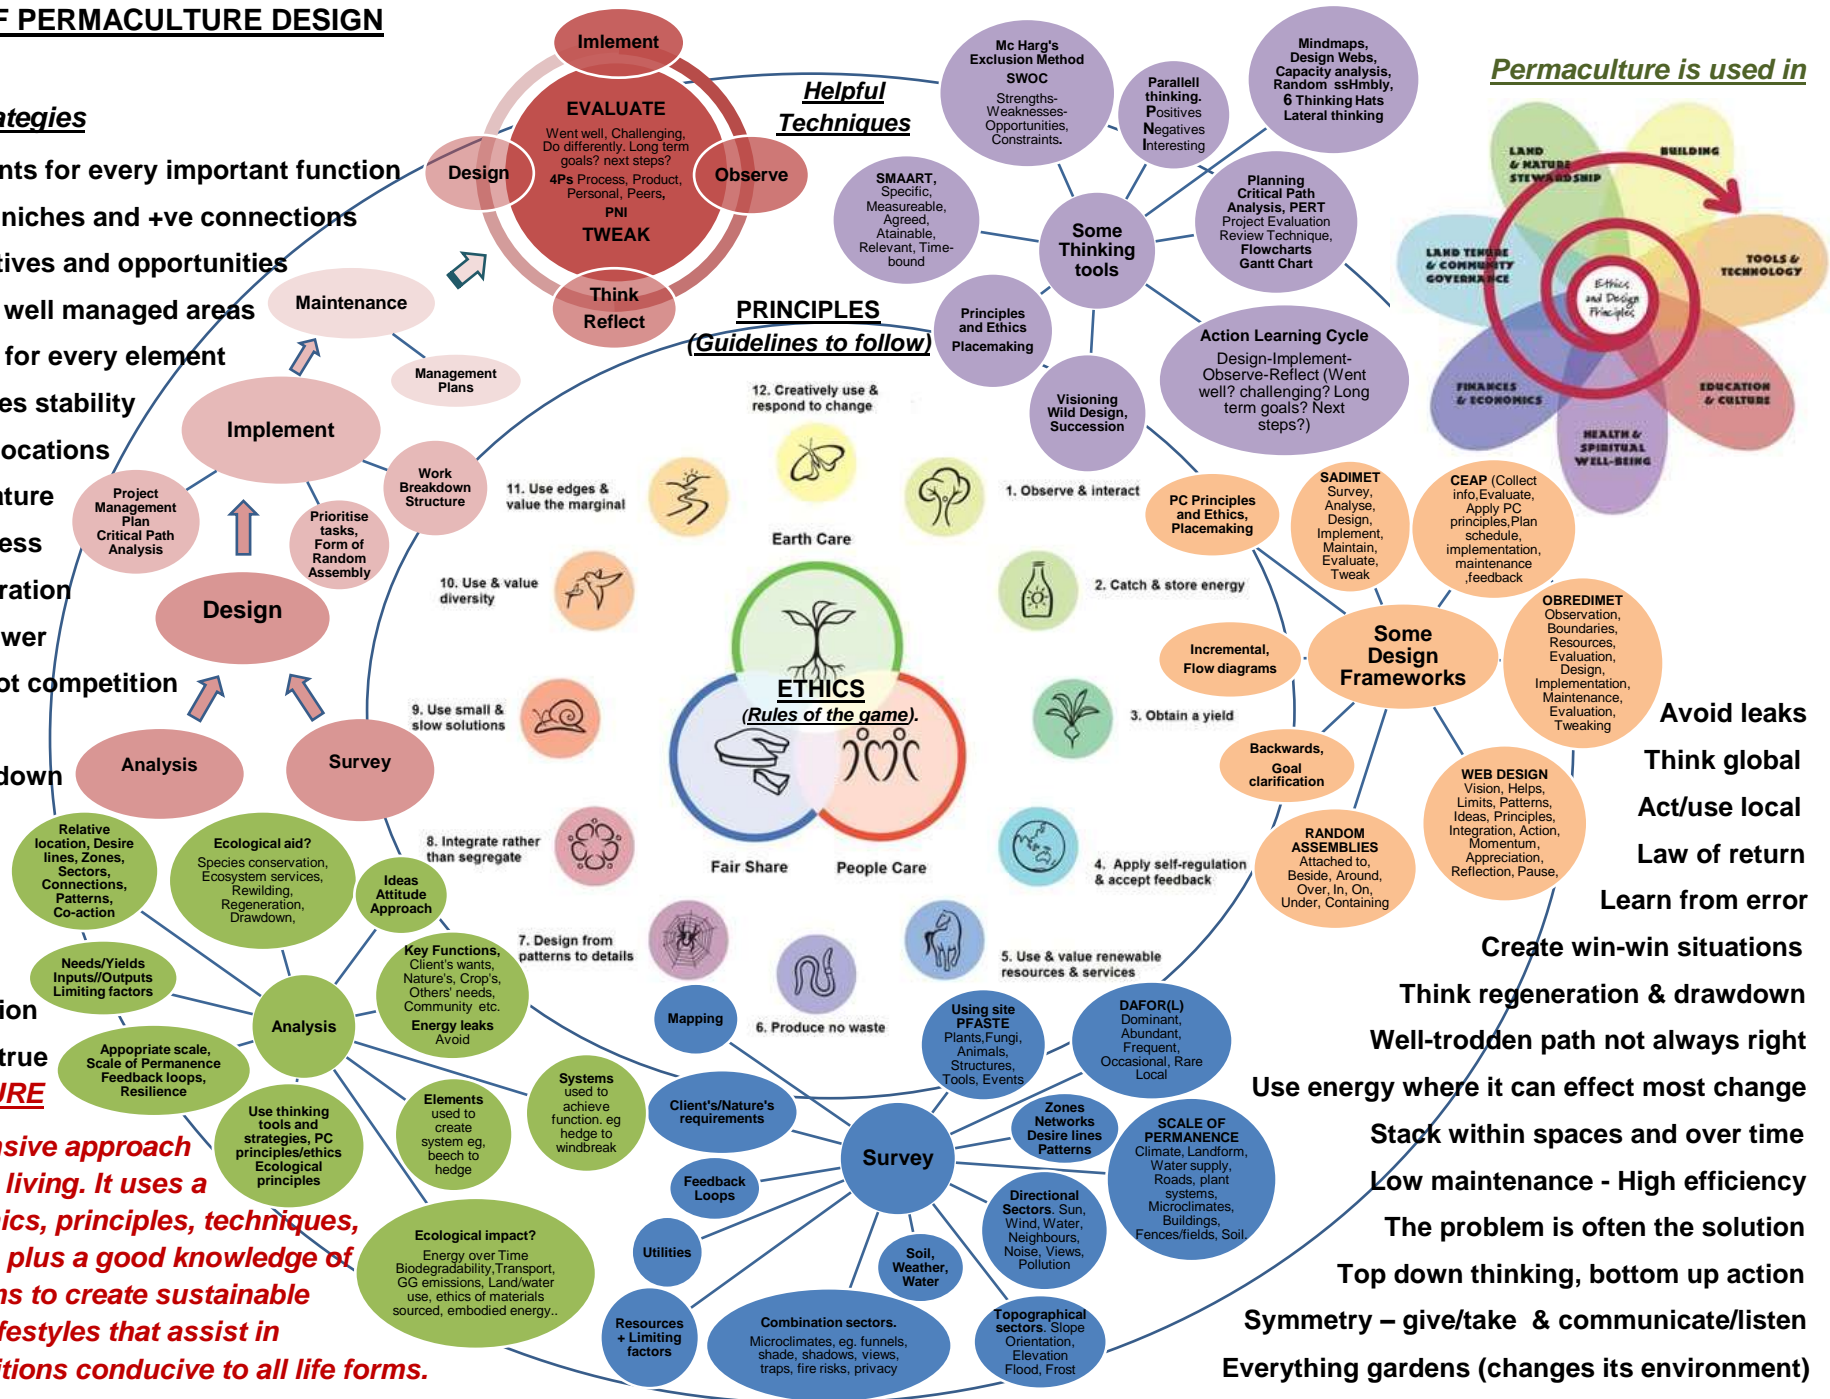 F PERMACULTURE DESIGN
ategies
nts for every important function
niches and +ve connections
tives and opportunities
well managed areas
for every element
es stability
ocations
ature
ess
ration
wer
ot competition
down
ion
true
URE
nsive approach
living. It uses a
nics, principles, techniques,
plus a good knowledge of
ns to create sustainable
festyles that assist in
itions conducive to all life forms.
Imlement
EVALUATE
Went well, Challenging,
Do differently. Long term
goals? next steps?
4Ps Process, Product,
Personal, Peers,
PNI
TWEAK
Design
Observe
Think
Reflect
Maintenance
Management
Plans
Implement
Project
Management
Plan
Critical Path
Analysis
Prioritise
tasks,
Form of
Random
Assembly
Work
Breakdown
Structure
Design
Analysis
Survey
Helpful
Techniques
Mc Harg's
Exclusion Method
SWOC
Strengths-
Weaknesses-
Opportunities,
Constraints.
Parallell
thinking.
Positives
Negatives
Interesting
Mindmaps,
Design Webs,
Capacity analysis,
Random ssHmbly,
6 Thinking Hats
Lateral thinking
SMAART,
Specific,
Measureable,
Agreed,
Atainable,
Relevant, Time-
bound
Some
Thinking
tools
Planning
Critical Path
Analysis, PERT
Project Evaluation
Review Technique,
Flowcharts
Gantt Chart
Principles
and Ethics
Placemaking
Visioning
Wild Design,
Succession
Action Learning Cycle
Design-Implement-
Observe-Reflect (Went
well? challenging? Long
term goals? Next
steps?)
Permaculture is used in
LAND
& NATURE
STEWARDSHIP
BUILDING
LAND TENURE
& COMMUNITY
GOVERNANCE
TOOLS &
TECHNOLOGY
Ethics
and Design
Principles
FINANCES
& ECONOMICS
EDUCATION
& CULTURE
HEALTH &
SPIRITUAL
WELL-BEING
PRINCIPLES
(Guidelines to follow)
12. Creatively use &
respond to change
11. Use edges &
value the marginal
1. Observe & interact
10. Use & value
diversity
2. Catch & store energy
9. Use small &
slow solutions
3. Obtain a yield
8. Integrate rather
than segregate
4. Apply self-regulation
& accept feedback
7. Design from
patterns to details
5. Use & value renewable
resources & services
6. Produce no waste
Earth Care
ETHICS
(Rules of the game).
Fair Share
People Care
PC Principles
and Ethics,
Placemaking
SADIMET
Survey,
Analyse,
Design,
Implement,
Maintain,
Evaluate,
Tweak
CEAP (Collect
info,Evaluate,
Apply PC
principles,Plan
schedule,
implementation,
maintenance
,feedback
OBREDIMET
Observation,
Boundaries,
Resources,
Evaluation,
Design,
Implementation,
Maintenance,
Evaluation,
Tweaking
Incremental,
Flow diagrams
Some
Design
Frameworks
Backwards,
Goal
clarification
RANDOM
ASSEMBLIES
Attached to,
Beside, Around,
Over, In, On,
Under, Containing
WEB DESIGN
Vision, Helps,
Limits, Patterns,
Ideas, Principles,
Integration, Action,
Momentum,
Appreciation,
Reflection, Pause,
Relative
location, Desire
lines, Zones,
Sectors,
Connections,
Patterns,
Co-action
Ecological aid?
Species conservation,
Ecosystem services,
Rewilding,
Regeneration,
Drawdown,
Ideas
Attitude
Approach
Needs/Yields
Inputs//Outputs
Limiting factors
Key Functions,
Client's wants,
Nature's, Crop's,
Others' needs,
Community etc.
Energy leaks
Avoid
Analysis
Appopriate scale,
Scale of Permanence
Feedback loops,
Resilience
Use thinking
tools and
strategies, PC
principles/ethics
Ecological
principles
Elements
used to
create
system eg,
beech to
hedge
Systems
used to
achieve
function. eg
hedge to
windbreak
Ecological impact?
Energy over Time
Biodegradability,Transport,
GG emissions, Land/water
use, ethics of materials
sourced, embodied energy..
Mapping
Using site
PFASTE
Plants,Fungi,
Animals,
Structures,
Tools, Events
DAFOR(L)
Dominant,
Abundant,
Frequent,
Occasional, Rare
Local
Client's/Nature's
requirements
Zones
Networks
Desire lines
Patterns
SCALE OF
PERMANENCE
Climate, Landform,
Water supply,
Roads, plant
systems,
Microclimates,
Buildings,
Fences/fields, Soil.
Survey
Feedback
Loops
Utilities
Directional
Sectors. Sun,
Wind, Water,
Neighbours,
Noise, Views,
Pollution
Soil,
Weather,
Water
Resources
+ Limiting
factors
Combination sectors.
Microclimates, eg. funnels,
shade, shadows, views,
traps, fire risks, privacy
Topographical
sectors. Slope
Orientation,
Elevation
Flood, Frost
Avoid leaks
Think global
Act/use local
Law of return
Learn from error
Create win-win situations
Think regeneration & drawdown
Well-trodden path not always right
Use energy where it can effect most change
Stack within spaces and over time
Low maintenance - High efficiency
The problem is often the solution
Top down thinking, bottom up action
Symmetry – give/take & communicate/listen
Everything gardens (changes its environment)